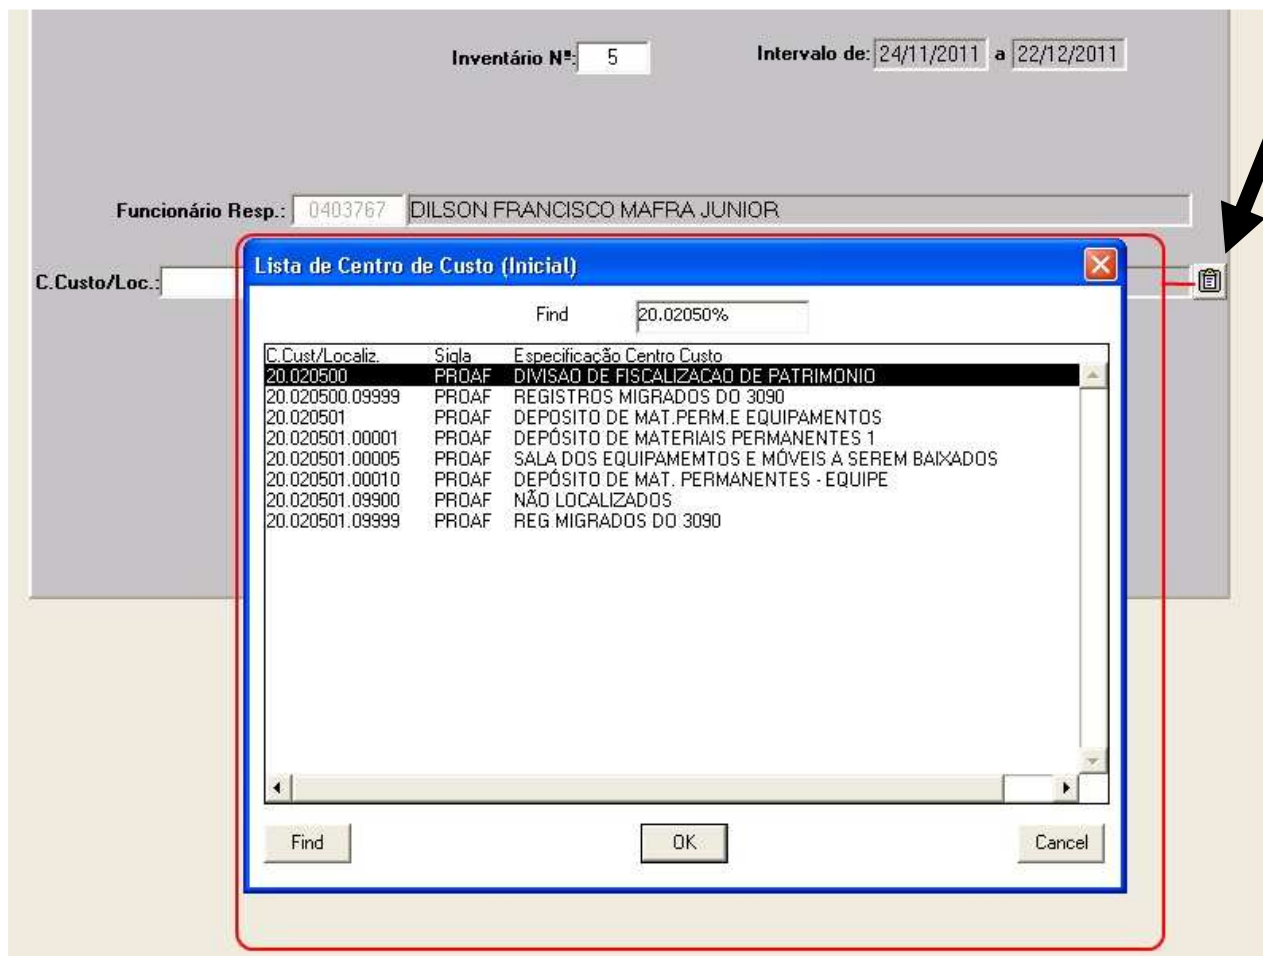 Inventário Nº: 5 Intervalo de: 24/11/2011 a 22/12/2011
Funcionário Resp.: 0403767 DILSON FRANCISCO MAFRA JUNIOR
C.Custo/Loc.:
Lista de Centro de Custo (Inicial)
Find 20.02050%
C.Cust/Localiz. Sigla Especificação Centro Custo
20.020500 PROAF DIVISAO DE FISCALIZACAO DE PATRIMONIO
20.020500.09999 PROAF REGISTROS MIGRADOS DO 3090
20.020501 PROAF DEPOSITO DE MAT.PERM.E EQUIPAMENTOS
20.020501.00001 PROAF DEPÓSITO DE MATERIAIS PERMANENTES 1
20.020501.00005 PROAF SALA DOS EQUIPAMEMTOS E MÓVEIS A SEREM BAIXADOS
20.020501.00010 PROAF DEPÓSITO DE MAT. PERMANENTES - EQUIPE
20.020501.09900 PROAF NÃO LOCALIZADOS
20.020501.09999 PROAF REG MIGRADOS DO 3090
Find OK Cancel